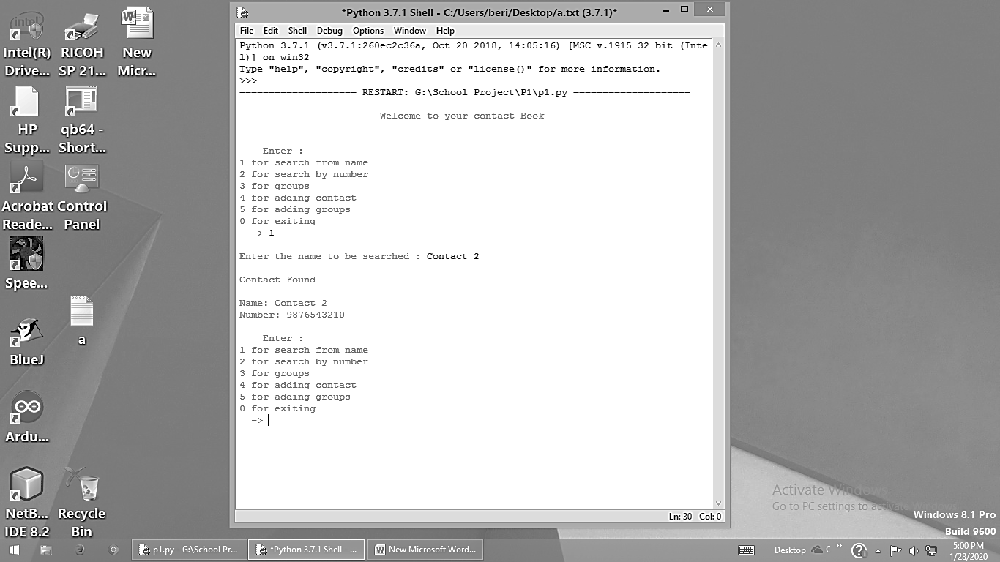 *Python 3.7.1 Shell - C:/Users/beri/Desktop/a.txt (3.7.1)*
File Edit Shell Debug Options Window Help
Python 3.7.1 (v3.7.1:260ec2c36a, Oct 20 2018, 14:05:16) [MSC v.1915 32 bit (Inte
l)] on win32
Type "help", "copyright", "credits" or "license()" for more information.
>>>
==================== RESTART: G:\School Project\P1\p1.py ====================
Welcome to your contact Book
Enter :
1 for search from name
2 for search by number
3 for groups
4 for adding contact
5 for adding groups
0 for exiting
-> 1
Enter the name to be searched : Contact 2
Contact Found
Name: Contact 2
Number: 9876543210
Enter :
1 for search from name
2 for search by number
3 for groups
4 for adding contact
5 for adding groups
0 for exiting
->
Ln: 30 Col: 0
intel
Intel(R)
Drive...
RICOH
SP 21...
New
Micr...
HP
Supp...
qb64 -
Short...
Acrobat
Reade...
Control
Panel
Spee...
a
BlueJ
Ardu...
NetB...
IDE 8.2
Recycle
Bin
Activate Windows
Go to PC settings to activate Windows.
Windows 8.1 Pro
Build 9600
p1.py - G:\School Pr...
*Python 3.7.1 Shell - ...
New Microsoft Word...
Desktop
C
5:00 PM
1/28/2020